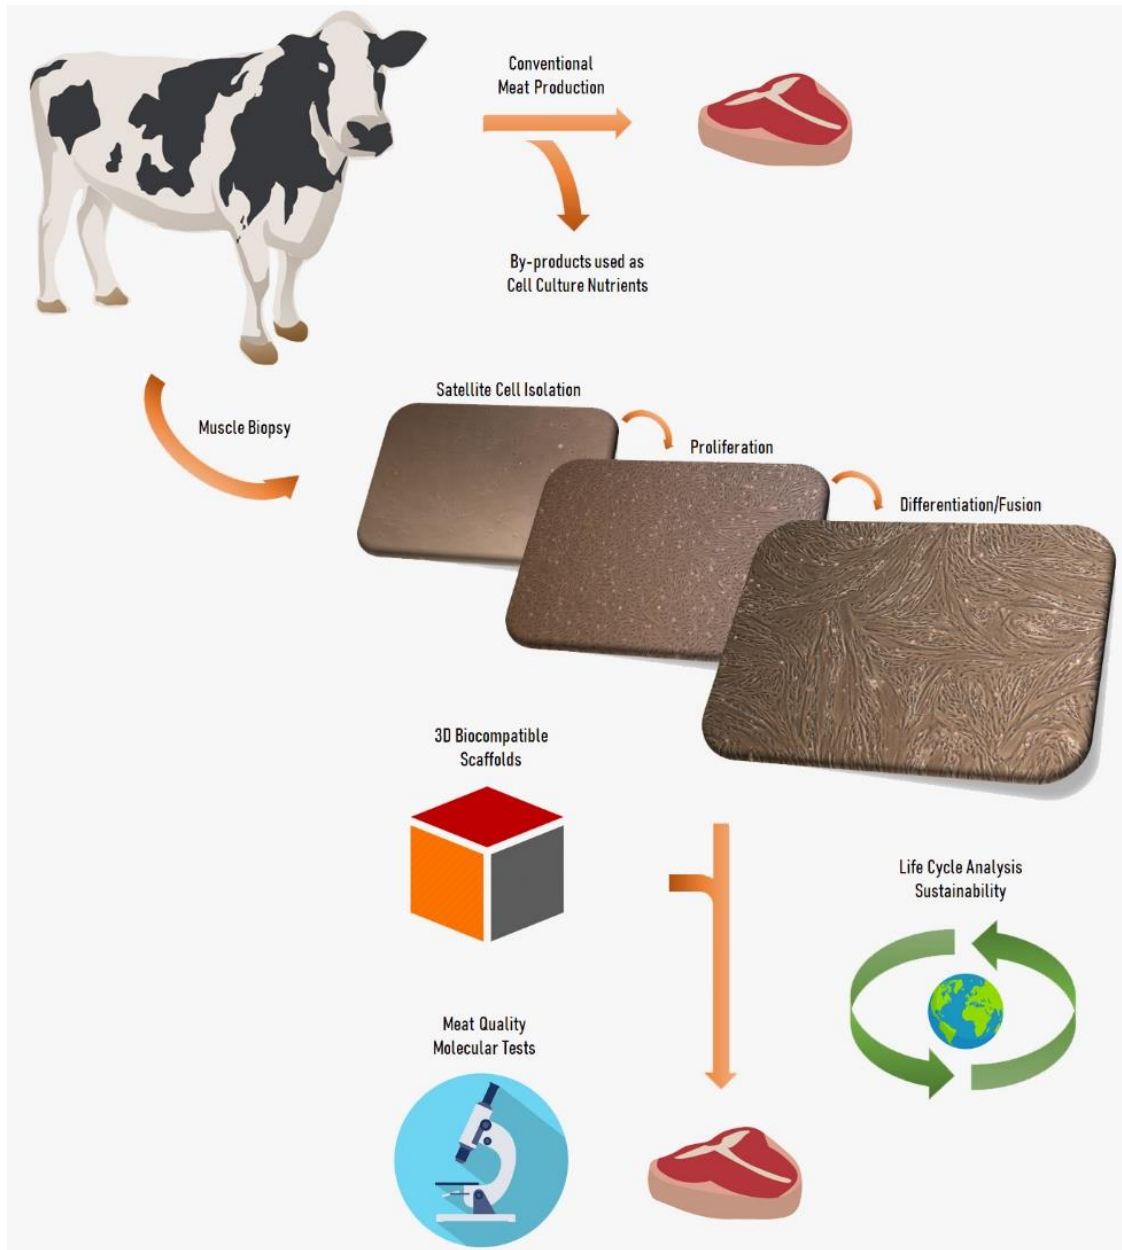 Conventional
Meat Production
By-products used as
Cell Culture Nutrients
Satellite Cell Isolation
Muscle Biopsy
Proliferation
Differentiation/Fusion
3D Biocompatible
Scaffolds
Life Cycle Analysis
Sustainability
Meat Quality
Molecular Tests